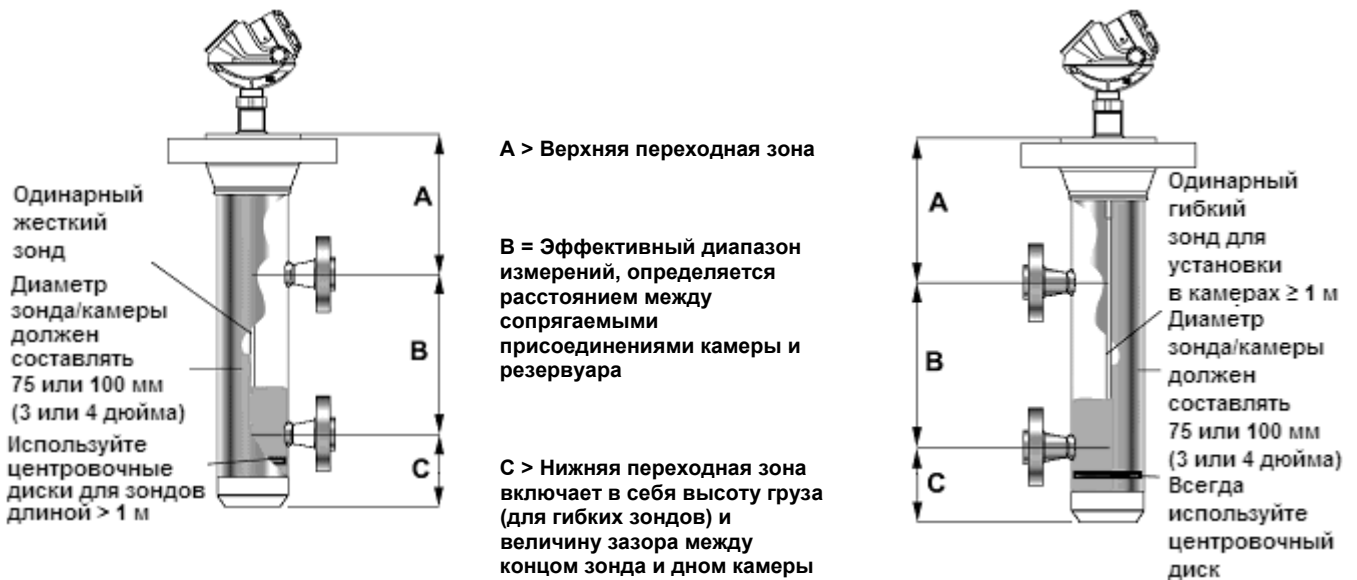 Одинарный
жесткий
зонд
Диаметр
зонда/камеры
должен
составлять
75 или 100 мм
(3 или 4 дюйма)
Используйте
центровочные
диски для зондов
длиной > 1 м
A
B
C
A > Верхняя переходная зона
B = Эффективный диапазон
измерений, определяется
расстоянием между
сопрягаемыми
присоединениями камеры и
резервуара
C > Нижняя переходная зона
включает в себя высоту груза
(для гибких зондов) и
величину зазора между
концом зонда и дном камеры
A
B
C
Одинарный
гибкий
зонд для
установки
в камерах ≥ 1 м
Диаметр
зонда/камеры
должен
составлять
75 или 100 мм
(3 или 4 дюйма)
Всегда
используйте
центровочный
диск